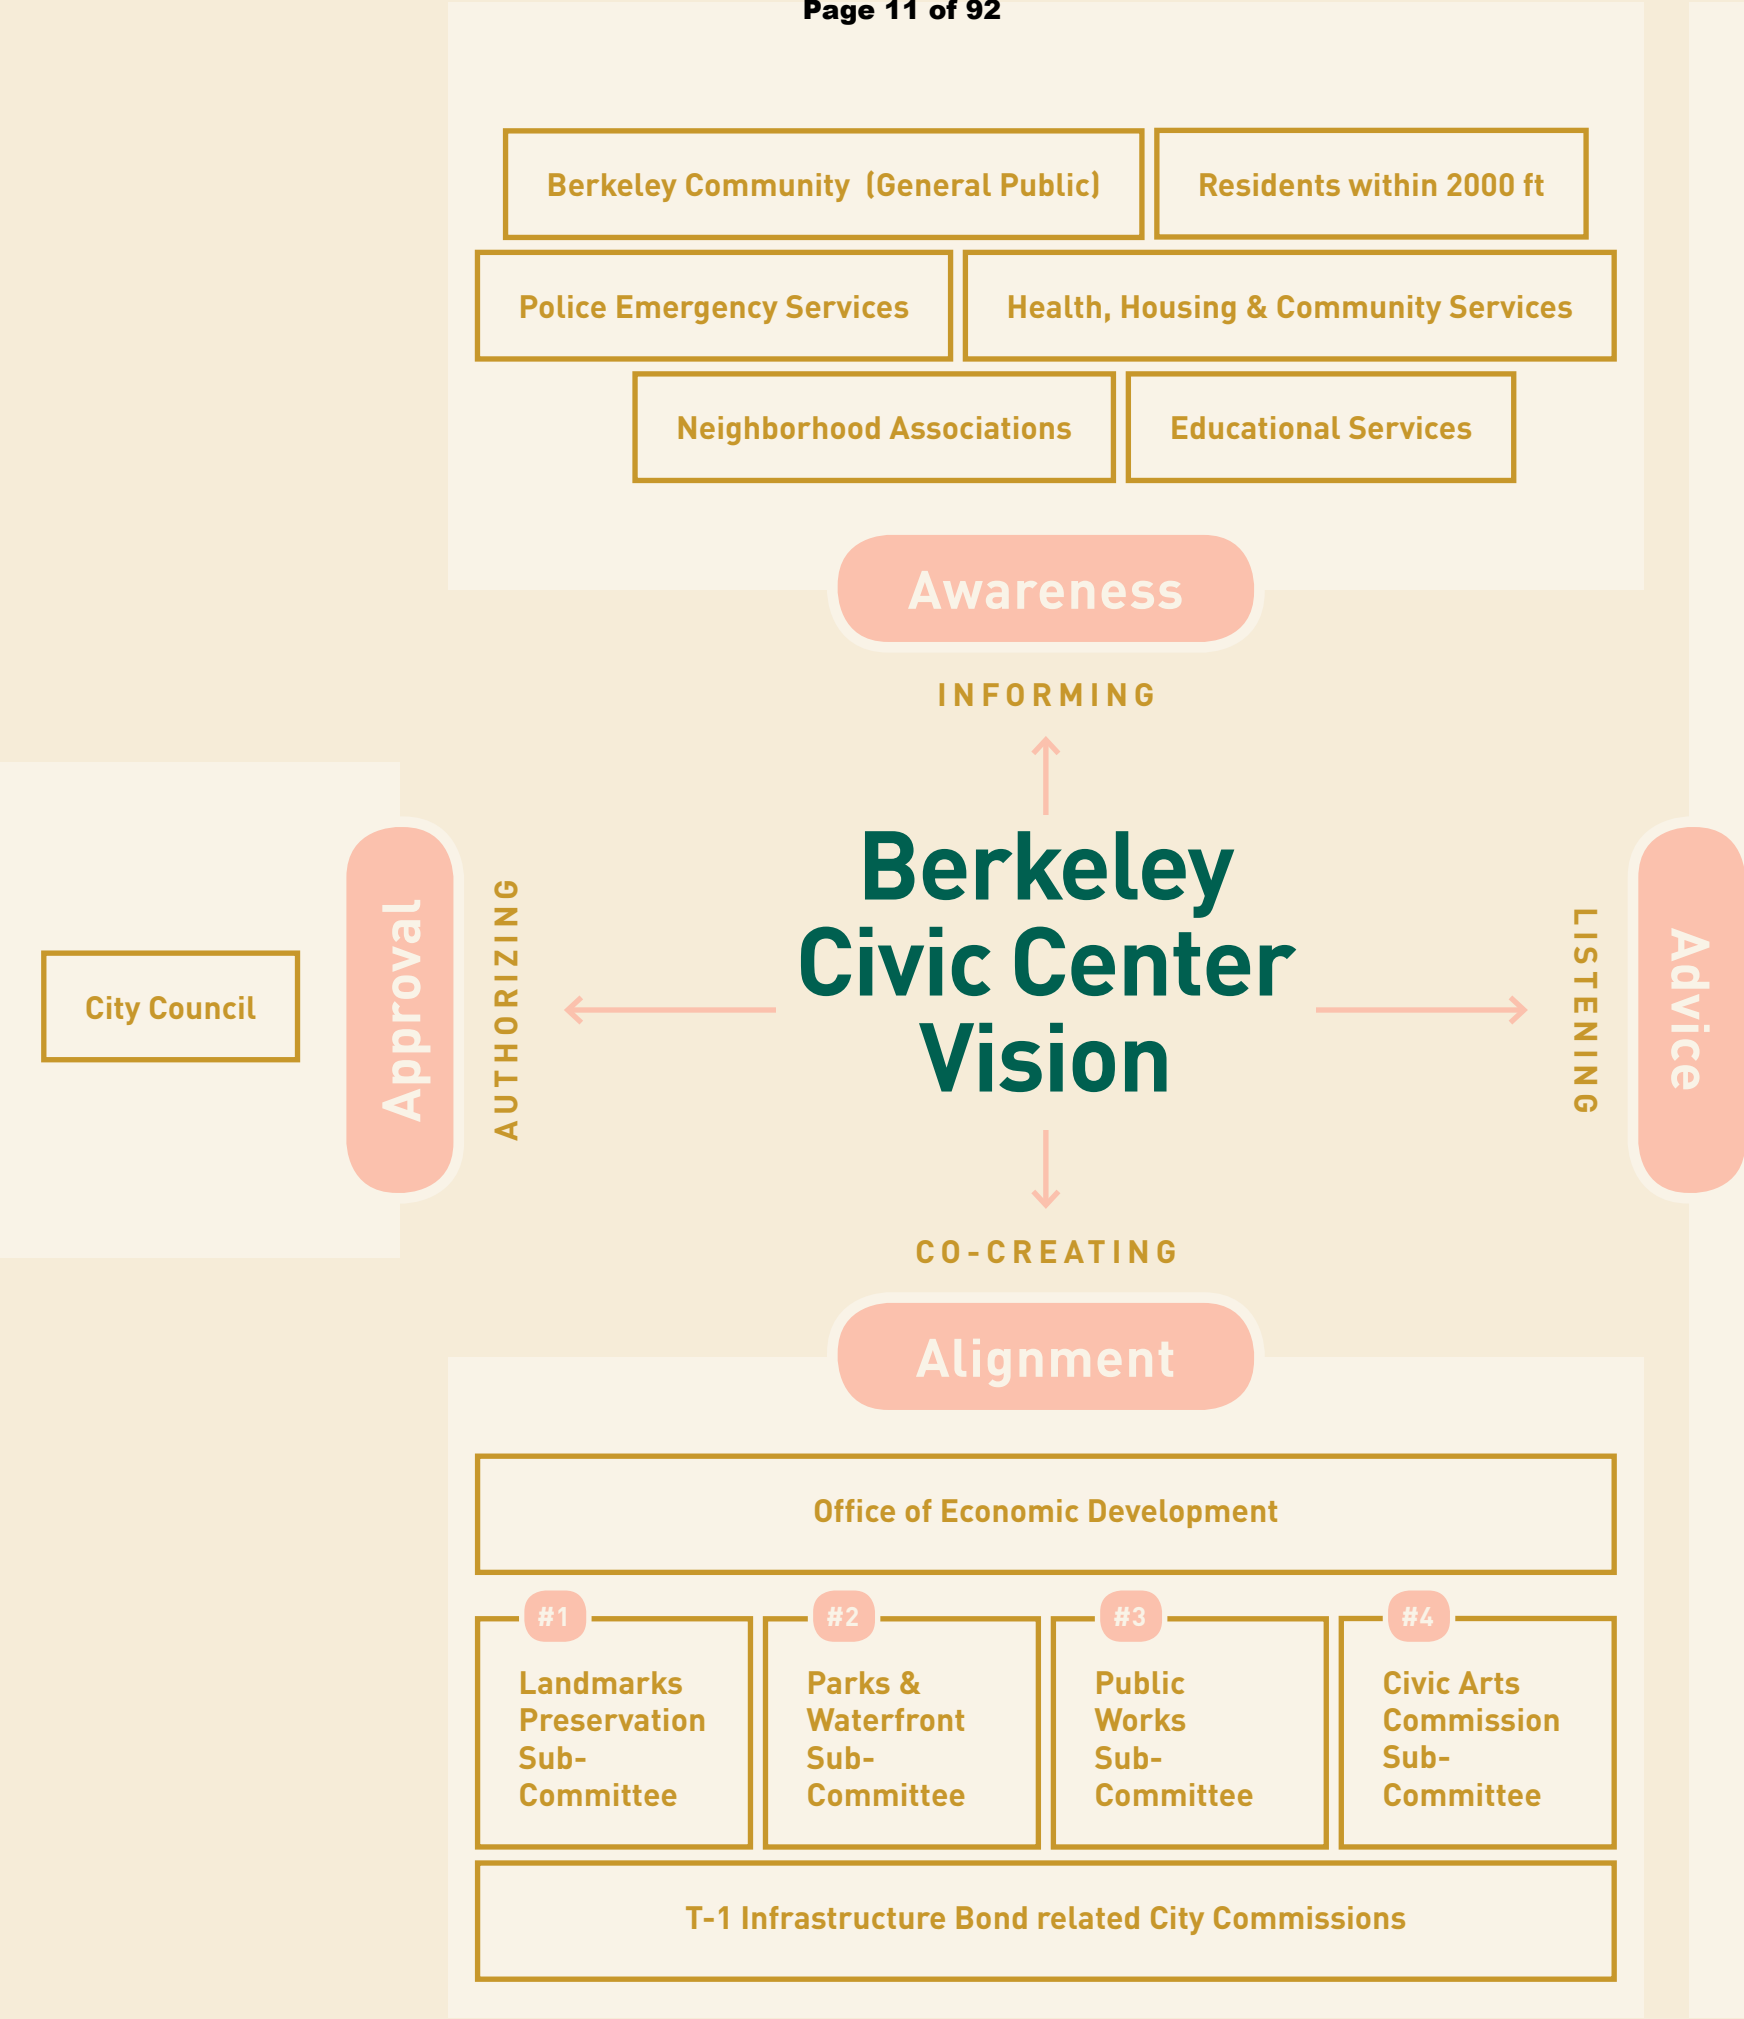 Page 11 of 92
Berkeley Community (General Public)
Residents within 2000 ft
Police Emergency Services
Health, Housing & Community Services
Neighborhood Associations
Educational Services
Awareness
INFORMING
City Council
Approval
AUTHORIZING
Berkeley
Civic Center
Vision
LISTENING
Advice
CO-CREATING
Alignment
Office of Economic Development
#1
Landmarks
Preservation
Sub-
Committee
#2
Parks &
Waterfront
Sub-
Committee
#3
Public
Works
Sub-
Committee
#4
Civic Arts
Commission
Sub-
Committee
T-1 Infrastructure Bond related City Commissions